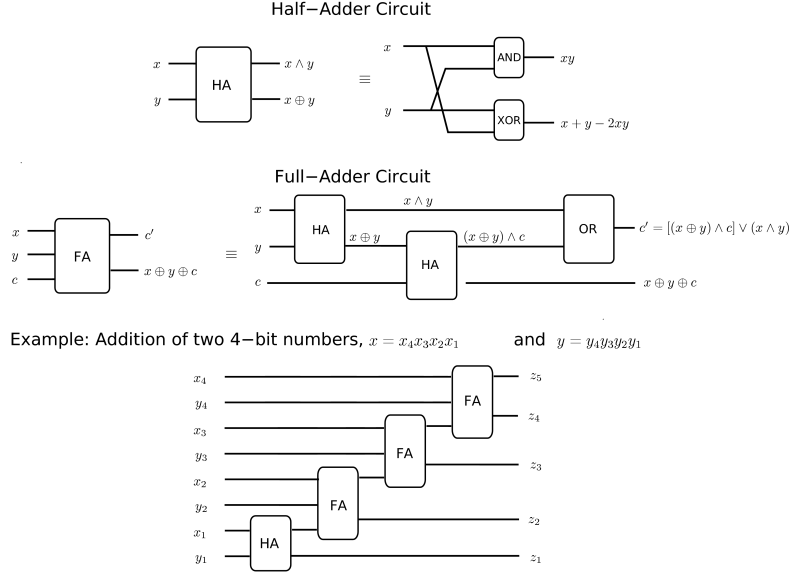 Half−Adder Circuit
x
y
HA
x ∧ y
x ⊕ y
≡
x
y
AND
XOR
xy
x + y − 2xy
Full−Adder Circuit
x
y
c
FA
c′
x ⊕ y ⊕ c
≡
x
y
c
HA
x ∧ y
x ⊕ y
HA
(x ⊕ y) ∧ c
OR
c′ = [(x ⊕ y) ∧ c] ∨ (x ∧ y)
x ⊕ y ⊕ c
Example: Addition of two 4−bit numbers, x = x₄x₃x₂x₁ and y = y₄y₃y₂y₁
x₄
y₄
x₃
y₃
x₂
y₂
x₁
y₁
HA
FA
FA
FA
z₅
z₄
z₃
z₂
z₁